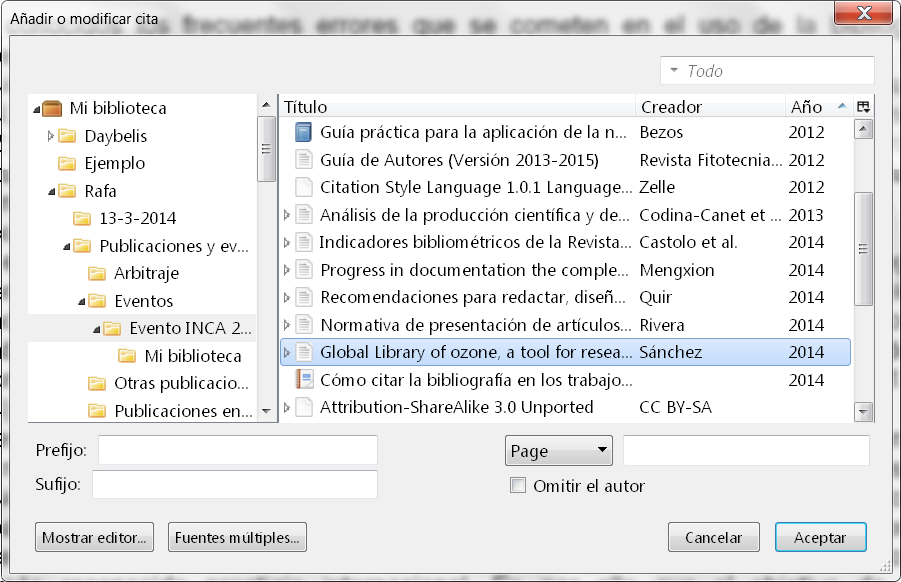 Añadir o modificar cita
los frecuentes errores que se cometen en el uso de la
Todo
Mi biblioteca
Daybelis
Ejemplo
Rafa
13-3-2014
Publicaciones y ev...
Arbitraje
Eventos
Evento INCA 2...
Mi biblioteca
Otras publicacio...
Publicaciones en...
Título Creador Año
Guía práctica para la aplicación de la n... Bezos 2012
Guía de Autores (Versión 2013-2015) Revista Fitotecnia... 2012
Citation Style Language 1.0.1 Language... Zelle 2012
Análisis de la producción científica y de... Codina-Canet et ... 2013
Indicadores bibliométricos de la Revista... Castolo et al. 2014
Progress in documentation the comple... Mengxion 2014
Recomendaciones para redactar, diseñ... Quir 2014
Normativa de presentación de artículos... Rivera 2014
Global Library of ozone, a tool for resea... Sánchez 2014
Cómo citar la bibliografía en los trabajo... 2014
Attribution-ShareAlike 3.0 Unported CC BY-SA
Prefijo:
Page
Sufijo:
Omitir el autor
Mostrar editor...
Fuentes múltiples...
Cancelar
Aceptar